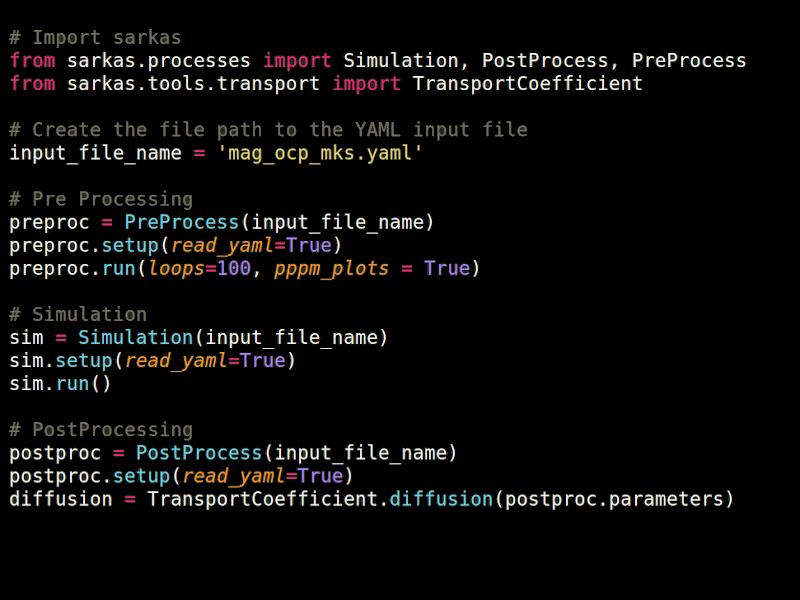 # Import sarkas
from sarkas.processes import Simulation, PostProcess, PreProcess
from sarkas.tools.transport import TransportCoefficient
# Create the file path to the YAML input file
input_file_name = 'mag_ocp_mks.yaml'
# Pre Processing
preproc = PreProcess(input_file_name)
preproc.setup(read_yaml=True)
preproc.run(loops=100, pppm_plots = True)
# Simulation
sim = Simulation(input_file_name)
sim.setup(read_yaml=True)
sim.run()
# PostProcessing
postproc = PostProcess(input_file_name)
postproc.setup(read_yaml=True)
diffusion = TransportCoefficient.diffusion(postproc.parameters)